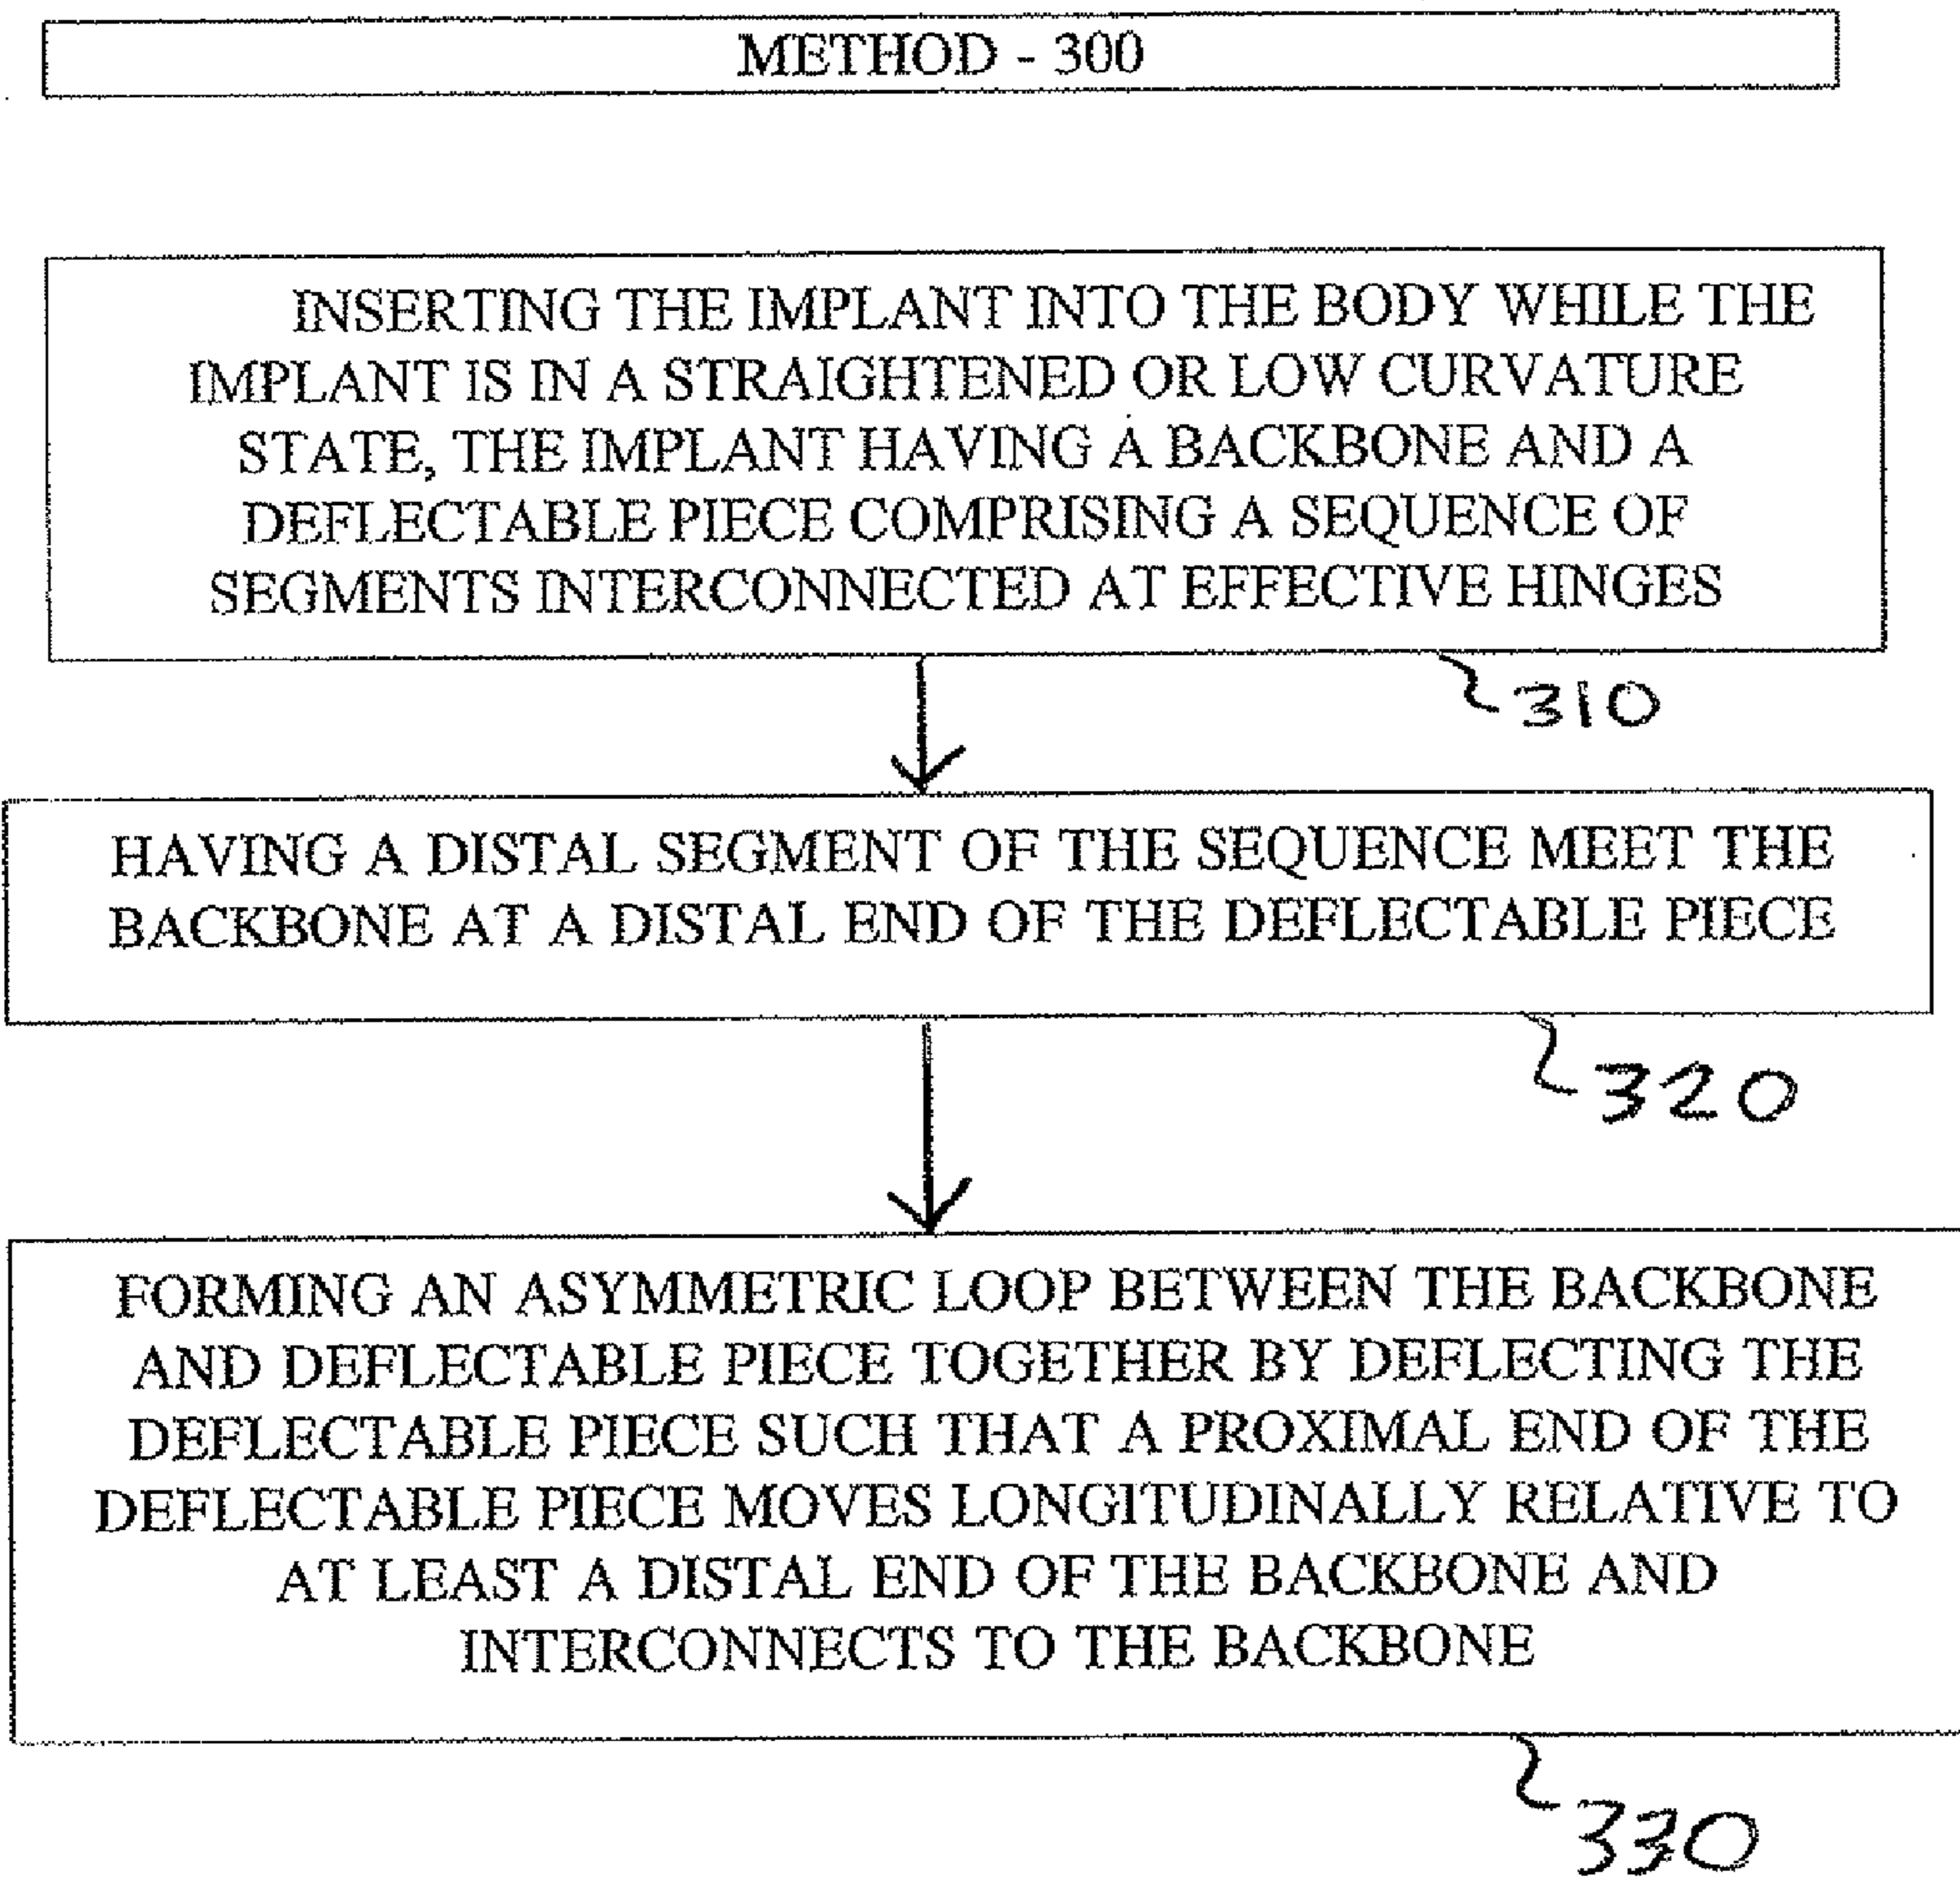 METHOD - 300
INSERTING THE IMPLANT INTO THE BODY WHILE THE
IMPLANT IS IN A STRAIGHTENED OR LOW CURVATURE
STATE, THE IMPLANT HAVING A BACKBONE AND A
DEFLECTABLE PIECE COMPRISING A SEQUENCE OF
SEGMENTS INTERCONNECTED AT EFFECTIVE HINGES
310
HAVING A DISTAL SEGMENT OF THE SEQUENCE MEET THE
BACKBONE AT A DISTAL END OF THE DEFLECTABLE PIECE
320
FORMING AN ASYMMETRIC LOOP BETWEEN THE BACKBONE
AND DEFLECTABLE PIECE TOGETHER BY DEFLECTING THE
DEFLECTABLE PIECE SUCH THAT A PROXIMAL END OF THE
DEFLECTABLE PIECE MOVES LONGITUDINALLY RELATIVE TO
AT LEAST A DISTAL END OF THE BACKBONE AND
INTERCONNECTS TO THE BACKBONE
330